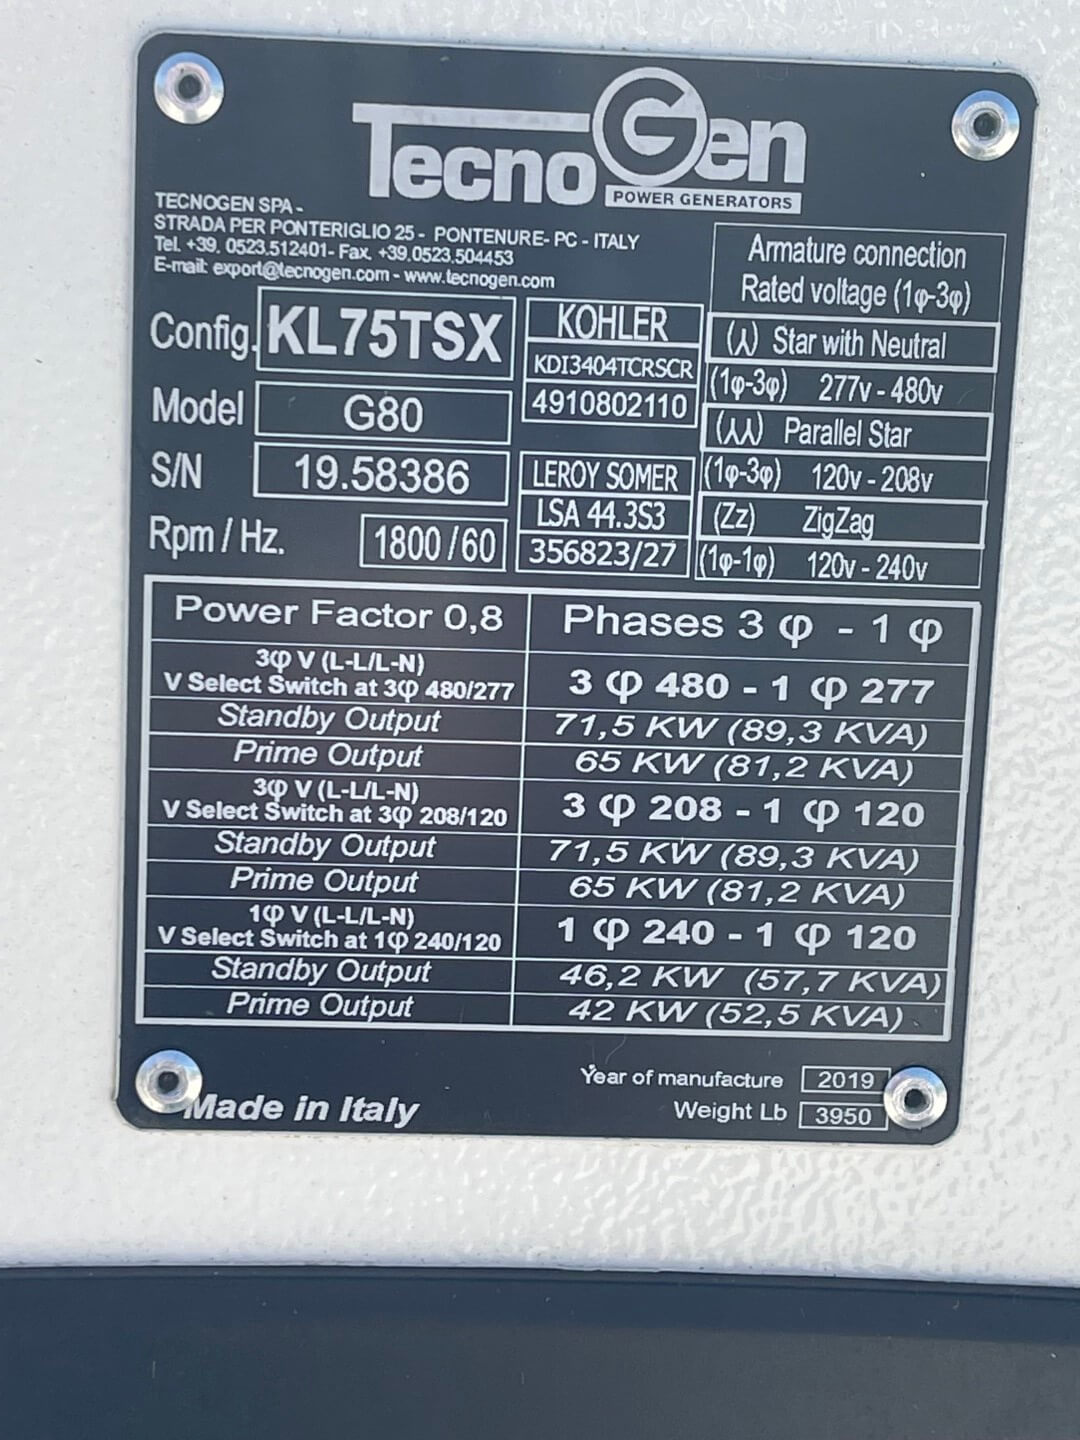 TecnoGen
POWER GENERATORS
TECNOGEN SPA -
STRADA PER PONTERIGLIO 25 - PONTENURE- PC - ITALY
Tel. +39. 0523.512401- Fax. +39.0523.504453
E-mail: export@tecnogen.com - www.tecnogen.com
Config. KL75TSX
Model G80
S/N 19.58386
Rpm / Hz. 1800 / 60
KOHLER
KDI3404TCRSCR
4910802110
LEROY SOMER
LSA 44.3S3
356823/27
Armature connection
Rated voltage (1φ-3φ)
(⅄) Star with Neutral
(1φ-3φ) 277v - 480v
(⅄⅄) Parallel Star
(1φ-3φ) 120v - 208v
(Zz) ZigZag
(1φ-1φ) 120v - 240v
Power Factor 0,8 Phases 3 φ - 1 φ
3φ V (L-L/L-N)
V Select Switch at 3φ 480/277 3 φ 480 - 1 φ 277
Standby Output 71,5 KW (89,3 KVA)
Prime Output 65 KW (81,2 KVA)
3φ V (L-L/L-N)
V Select Switch at 3φ 208/120 3 φ 208 - 1 φ 120
Standby Output 71,5 KW (89,3 KVA)
Prime Output 65 KW (81,2 KVA)
1φ V (L-L/L-N)
V Select Switch at 1φ 240/120 1 φ 240 - 1 φ 120
Standby Output 46,2 KW (57,7 KVA)
Prime Output 42 KW (52,5 KVA)
Year of manufacture 2019
Weight Lb 3950
Made in Italy